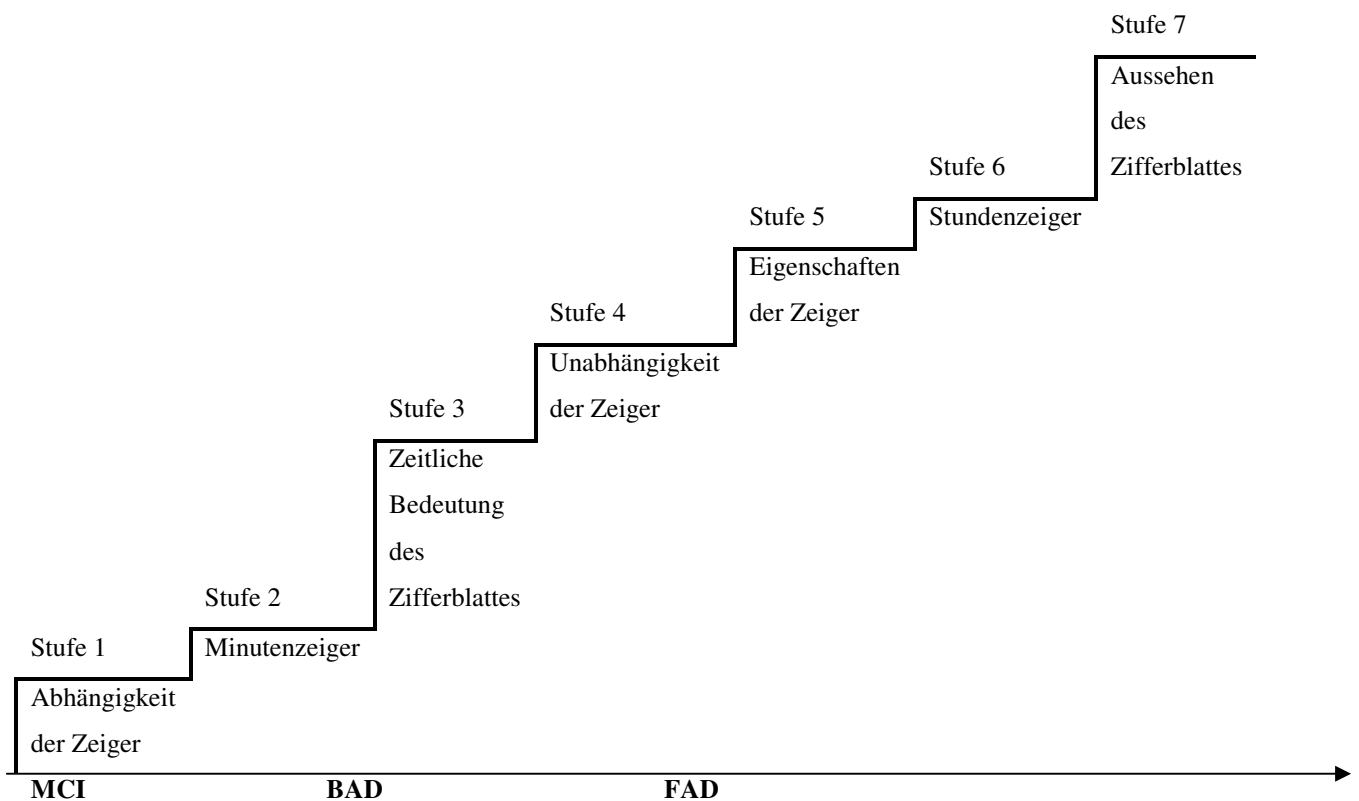 Stufe 7
Aussehen
des
Zifferblattes
Stufe 6
Stundenzeiger
Stufe 5
Eigenschaften
der Zeiger
Stufe 4
Unabhängigkeit
der Zeiger
Stufe 3
Zeitliche
Bedeutung
des
Zifferblattes
Stufe 2
Minutenzeiger
Stufe 1
Abhängigkeit
der Zeiger
MCI BAD FAD